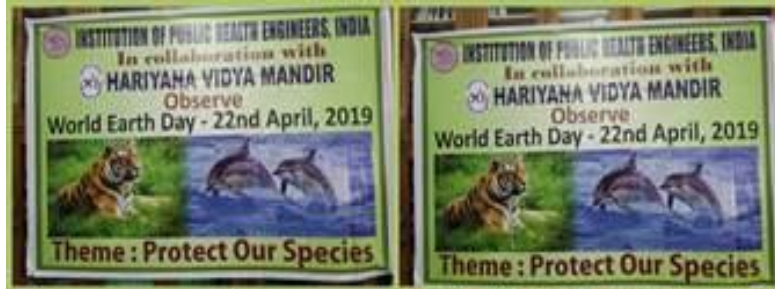 INSTITUTION OF PUBLIC HEALTH ENGINEERS, INDIA
In collaboration with
HARIYANA VIDYA MANDIR
Observe
World Earth Day - 22nd April, 2019
Theme : Protect Our Species
INSTITUTION OF PUBLIC HEALTH ENGINEERS, INDIA
In collaboration with
HARIYANA VIDYA MANDIR
Observe
World Earth Day - 22nd April, 2019
Theme : Protect Our Species